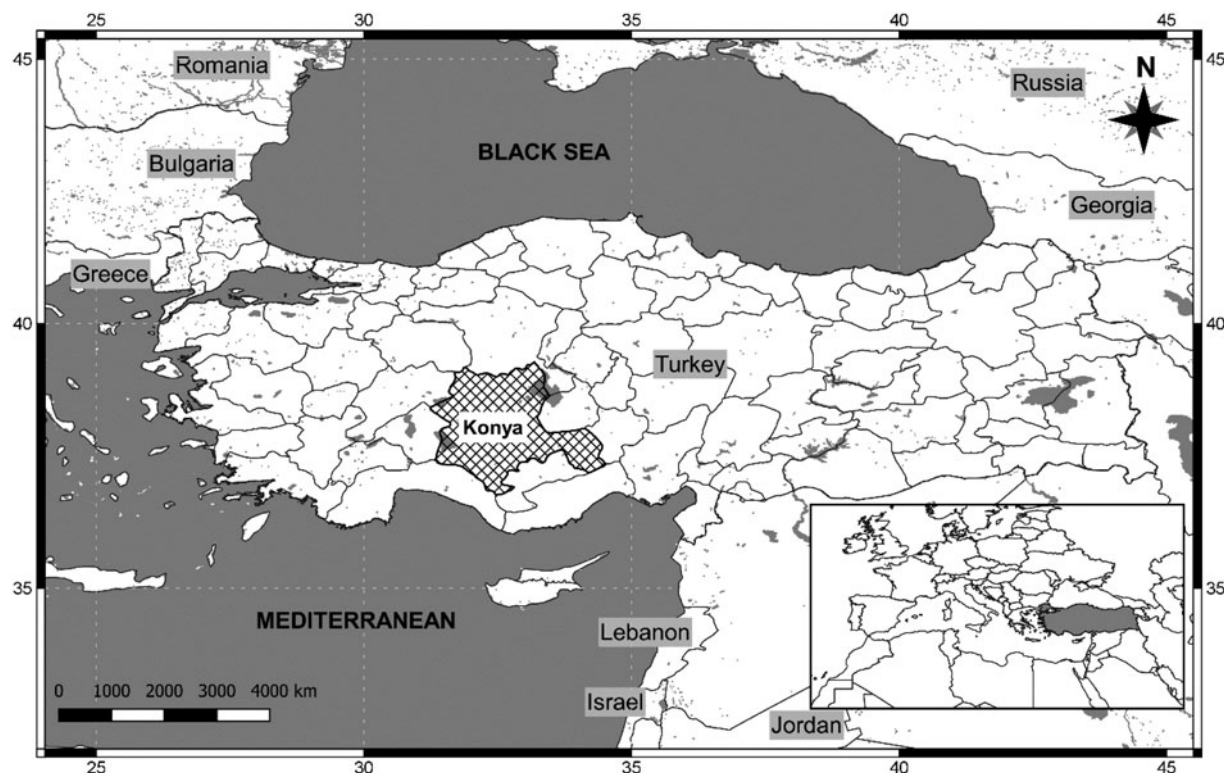 25 30 35 40 45
45 45
Romania
Russia
N
BLACK SEA
Bulgaria
Georgia
Greece
40 40
Turkey
Konya
35 35
MEDITERRANEAN
Lebanon
0 1000 2000 3000 4000 km
Israel
Jordan
25 30 35 40 45